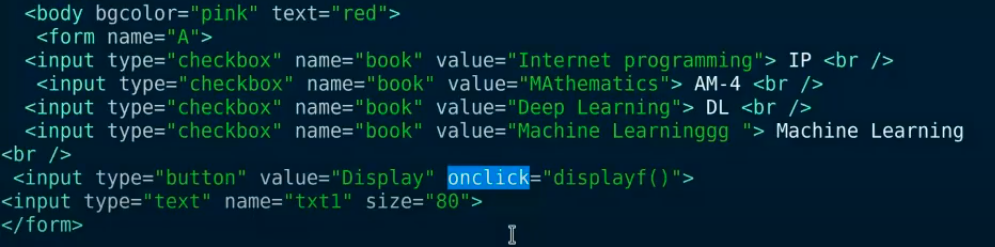 <body bgcolor="pink" text="red">
<form name="A">
<input type="checkbox" name="book" value="Internet programming"> IP <br />
<input type="checkbox" name="book" value="MAthematics"> AM-4 <br />
<input type="checkbox" name="book" value="Deep Learning"> DL <br />
<input type="checkbox" name="book" value="Machine Learninggg "> Machine Learning
<br />
<input type="button" value="Display" onclick="displayf()">
<input type="text" name="txt1" size="80">
</form>